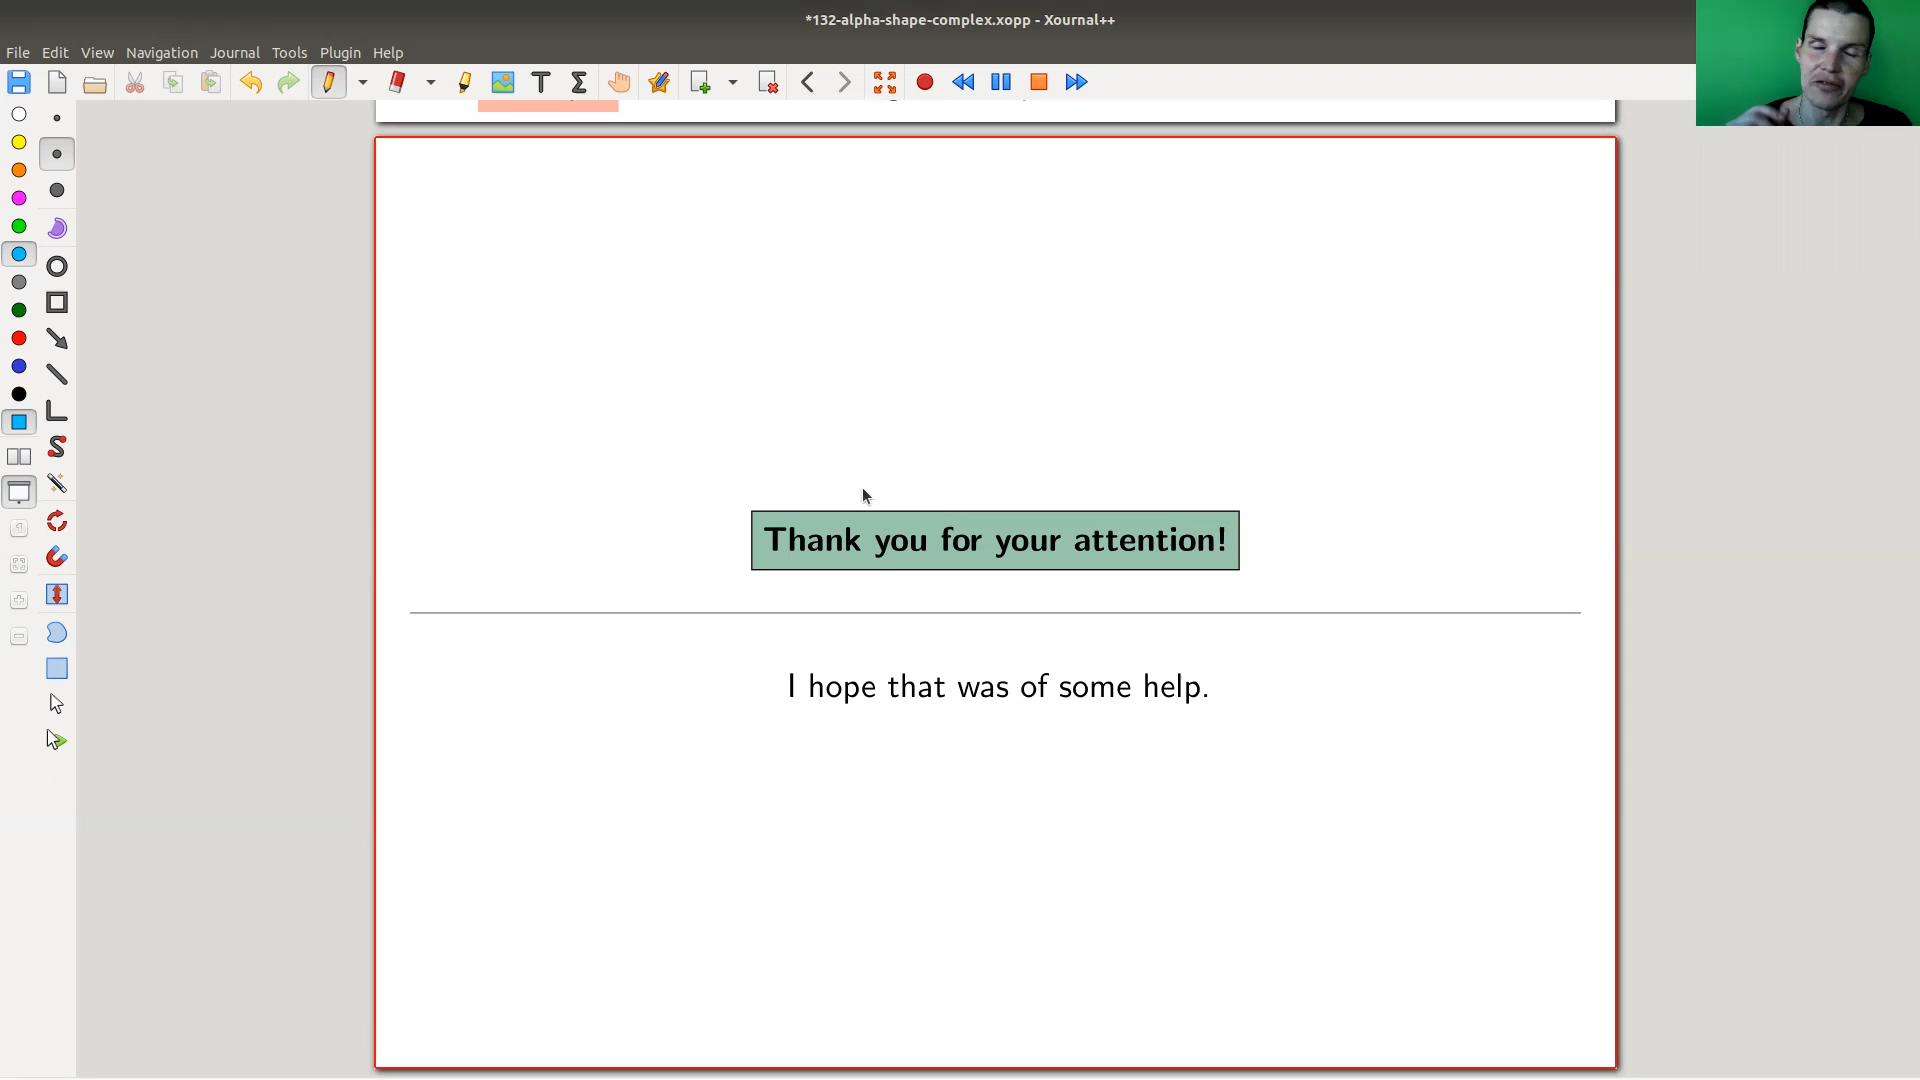 *132-alpha-shape-complex.xopp - Xournal++
File Edit View Navigation Journal Tools Plugin Help
Thank you for your attention!
I hope that was of some help.